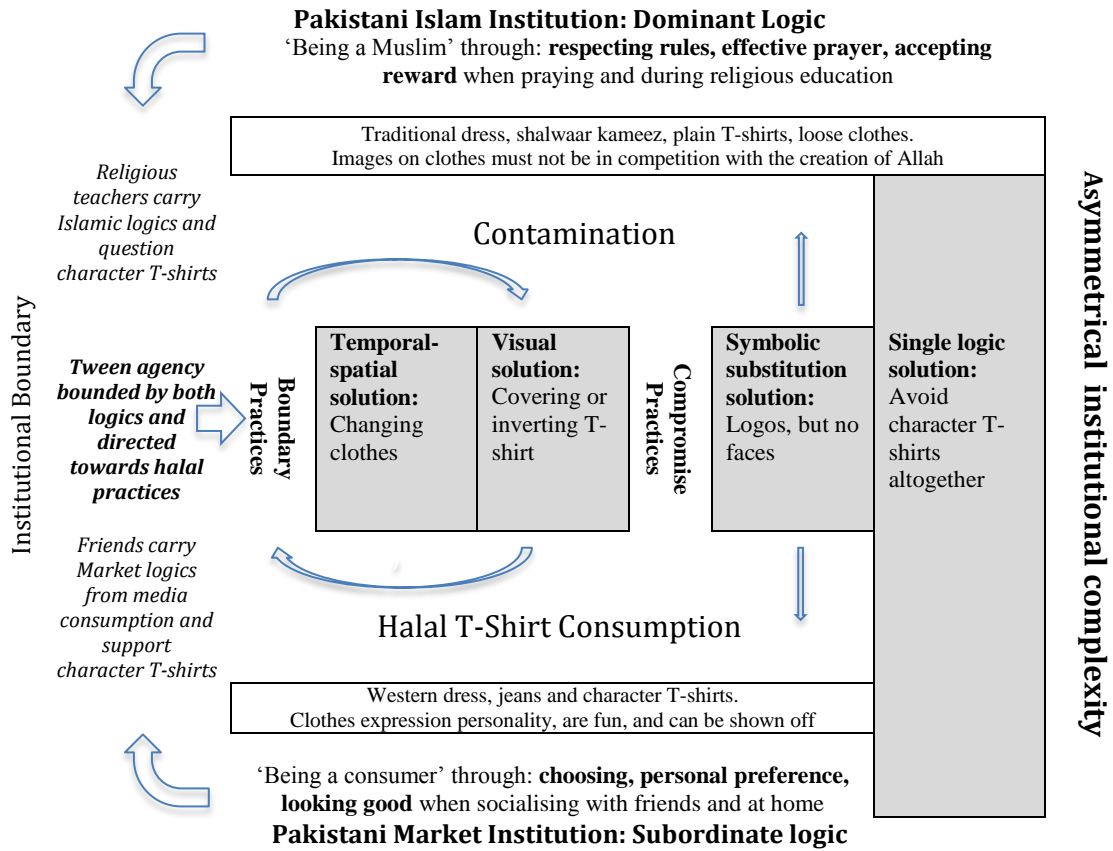 Pakistani Islam Institution: Dominant Logic
‘Being a Muslim’ through: respecting rules, effective prayer, accepting
reward when praying and during religious education
Traditional dress, shalwaar kameez, plain T-shirts, loose clothes.
Images on clothes must not be in competition with the creation of Allah
Institutional Boundary
Religious
teachers carry
Islamic logics and
question
character T-shirts
Tween agency
bounded by both
logics and
directed
towards halal
practices
Friends carry
Market logics
from media
consumption and
support
character T-shirts
Contamination
Boundary
Practices
Temporal-
spatial
solution:
Changing
clothes
Visual
solution:
Covering or
inverting T-
shirt
Compromise
Practices
Symbolic
substitution
solution:
Logos, but no
faces
Single logic
solution:
Avoid
character T-
shirts
altogether
Halal T-Shirt Consumption
Asymmetrical institutional complexity
Western dress, jeans and character T-shirts.
Clothes expression personality, are fun, and can be shown off
‘Being a consumer’ through: choosing, personal preference,
looking good when socialising with friends and at home
Pakistani Market Institution: Subordinate logic